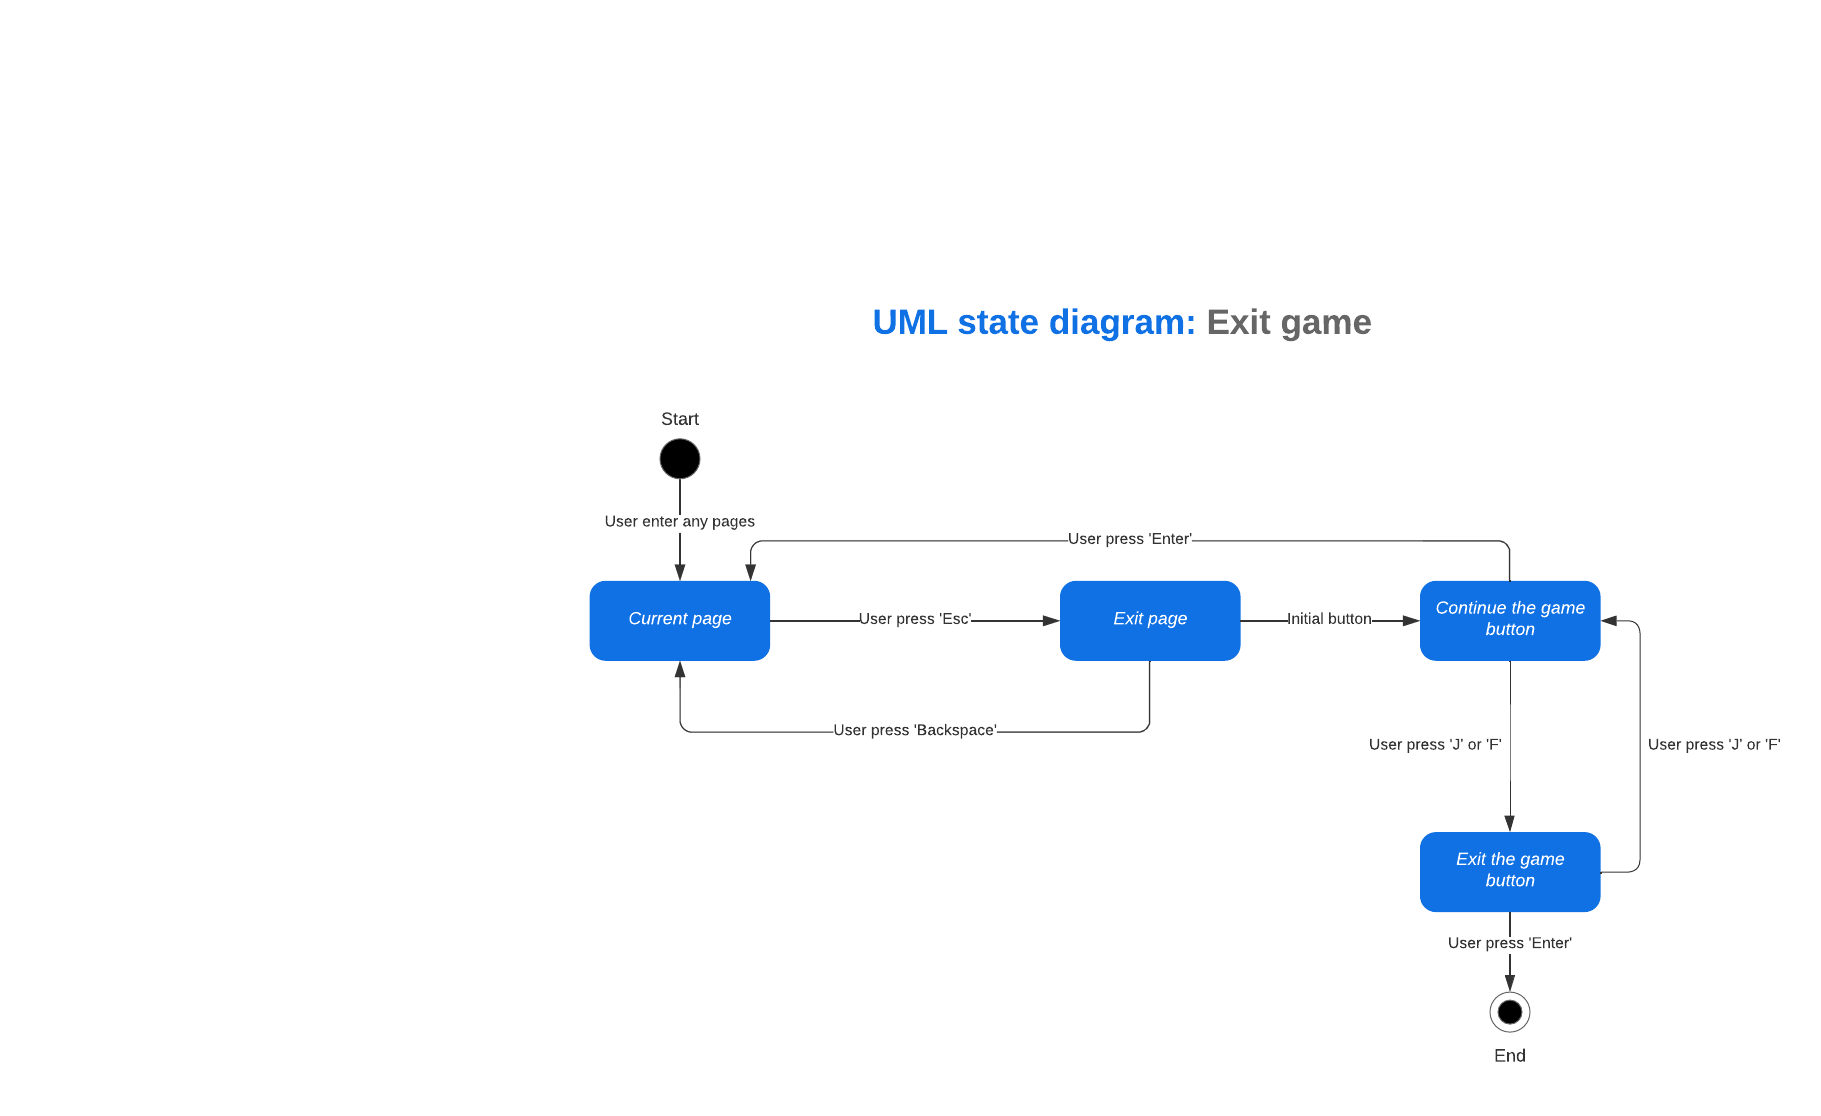 UML state diagram: Exit game
Start
User enter any pages
User press 'Enter'
Current page
User press 'Esc'
Exit page
Initial button
Continue the game
button
User press 'Backspace'
User press 'J' or 'F'
User press 'J' or 'F'
Exit the game
button
User press 'Enter'
End